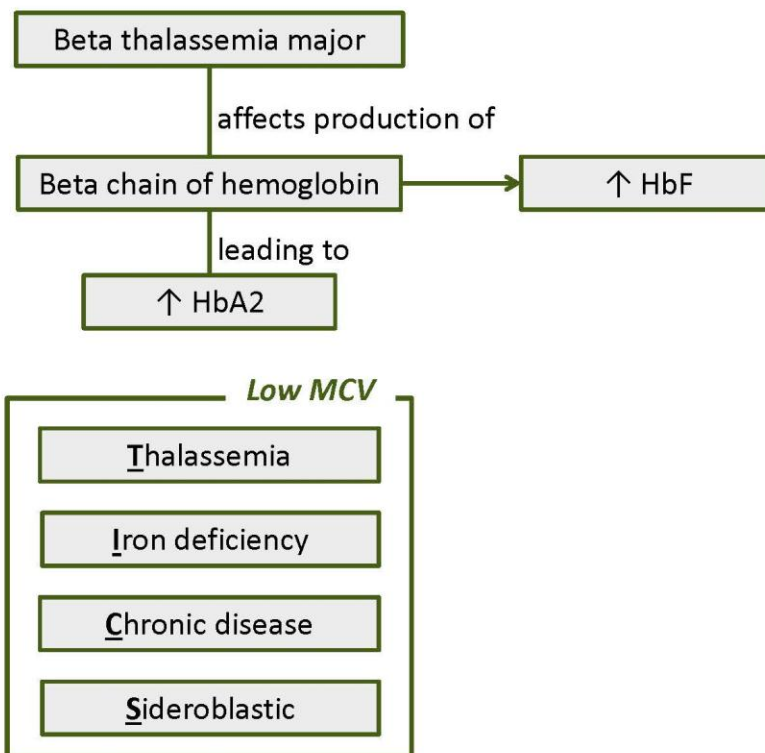 Beta thalassemia major
affects production of
Beta chain of hemoglobin
↑ HbF
leading to
↑ HbA2
Low MCV
Thalassemia
Iron deficiency
Chronic disease
Sideroblastic